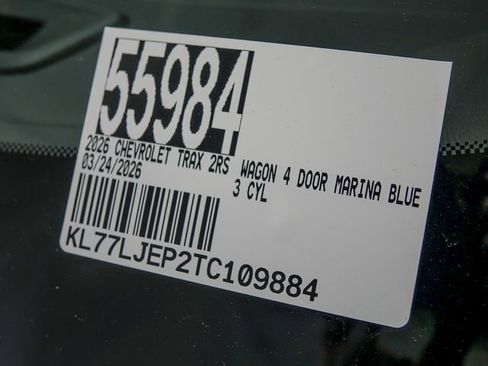 55984
2026 CHEVROLET TRAX 2RS WAGON 4 DOOR MARINA BLUE
03/24/2026 3 CYL
KL77LJEP2TC109884